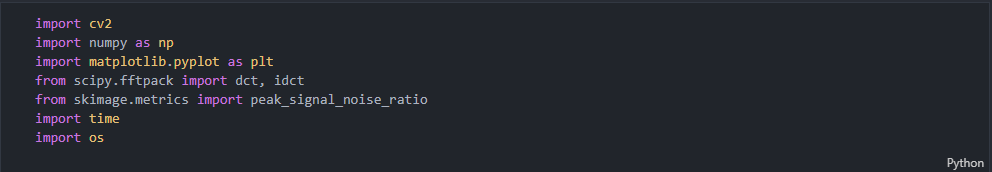 import cv2
import numpy as np
import matplotlib.pyplot as plt
from scipy.fftpack import dct, idct
from skimage.metrics import peak_signal_noise_ratio
import time
import os
Python